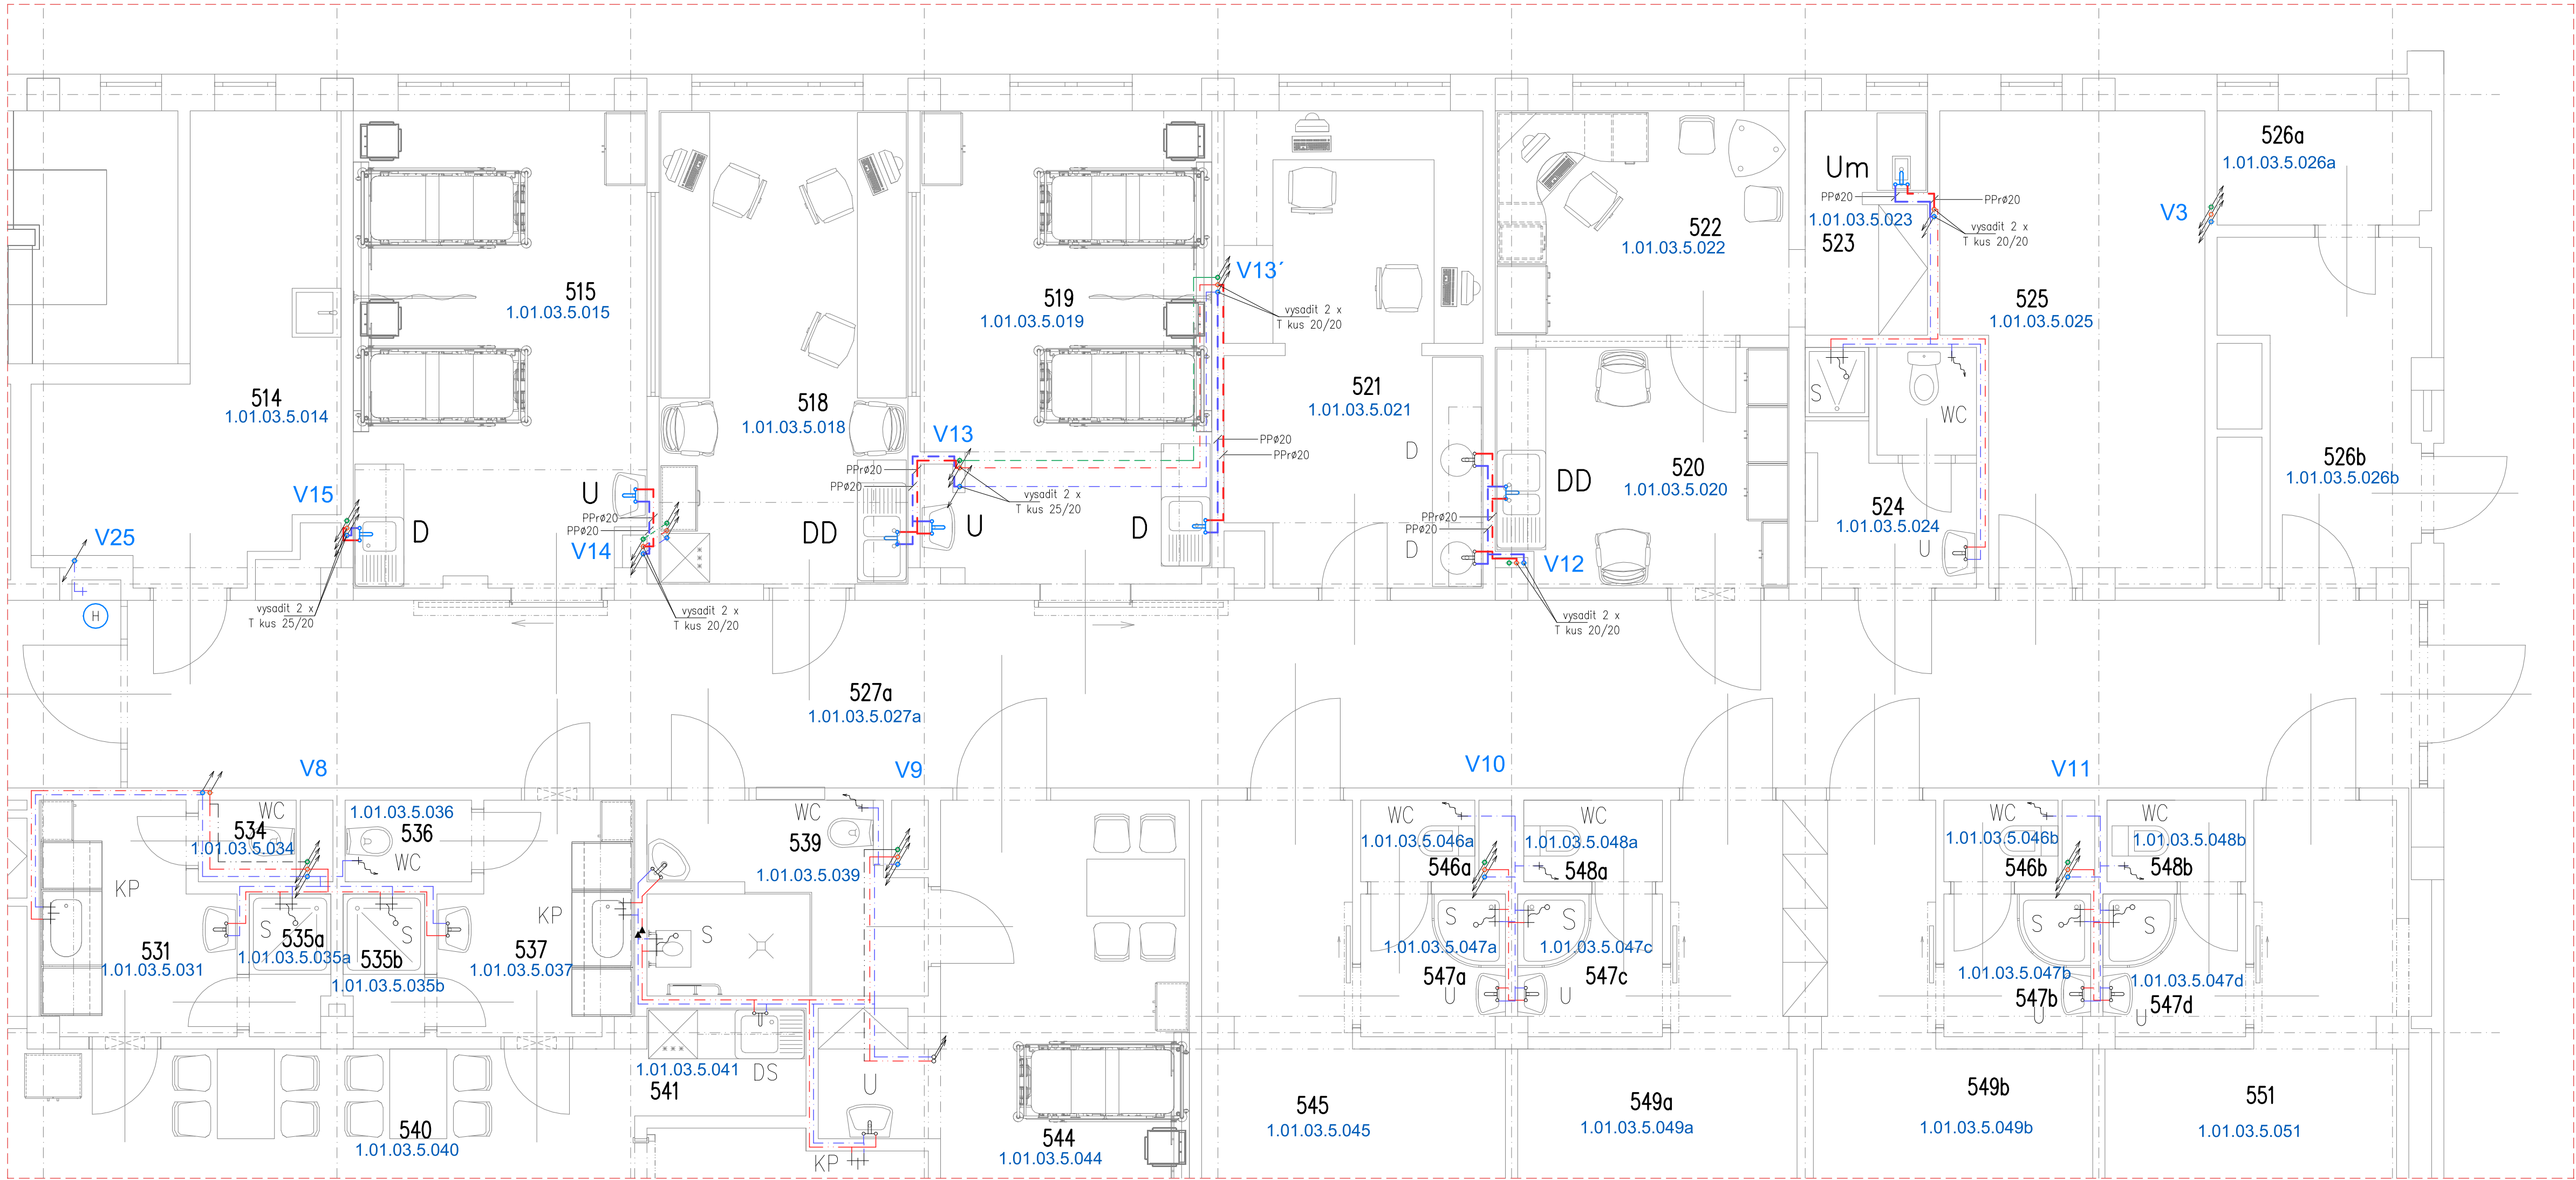 526a
1.01.03.5.026a
Um
PPø20
PPrø20
1.01.03.5.023
523
vysadit 2 x
T kus 20/20
V3
522
1.01.03.5.022
V13´
vysadit 2 x
T kus 20/20
515
1.01.03.5.015
519
1.01.03.5.019
525
1.01.03.5.025
514
1.01.03.5.014
518
1.01.03.5.018
521
1.01.03.5.021
S
WC
V13
PPø20
PPrø20
D
PPrø20
PPø20
vysadit 2 x
T kus 25/20
526b
1.01.03.5.026b
520
1.01.03.5.020
DD
V15
U
PPrø20
PPø20
V14
D
DD
U
D
PPrø20
PPø20
D
524
1.01.03.5.024
U
V25
V12
H
vysadit 2 x
T kus 25/20
vysadit 2 x
T kus 20/20
vysadit 2 x
T kus 20/20
527a
1.01.03.5.027a
V8
V9
V10
V11
WC
534
1.01.03.5.034
1.01.03.5.036
536
WC
WC
539
1.01.03.5.039
WC
1.01.03.5.046a
546a
WC
1.01.03.5.048a
548a
WC
1.01.03.5.046b
546b
WC
1.01.03.5.048b
548b
KP
531
1.01.03.5.031
S
535a
1.01.03.5.035a
S
535b
1.01.03.5.035b
KP
537
1.01.03.5.037
S
S
1.01.03.5.047a
547a
U
S
1.01.03.5.047c
547c
U
S
1.01.03.5.047b
547b
U
S
1.01.03.5.047d
547d
U
1.01.03.5.041
541
DS
U
KP
540
1.01.03.5.040
544
1.01.03.5.044
545
1.01.03.5.045
549a
1.01.03.5.049a
549b
1.01.03.5.049b
551
1.01.03.5.051